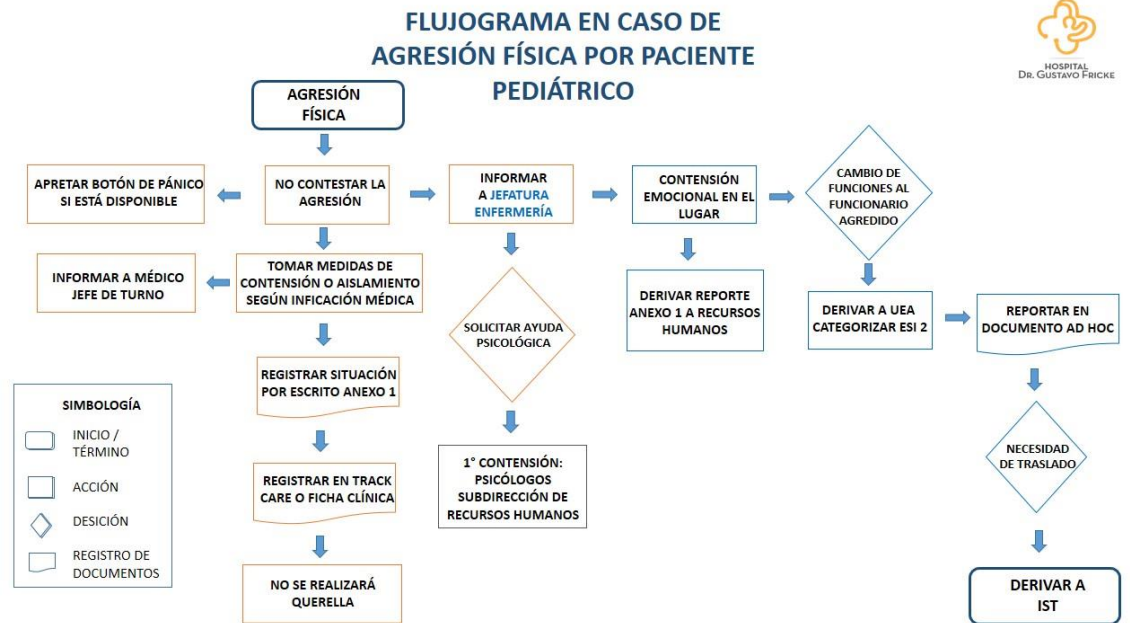 FLUJOGRAMA EN CASO DE
AGRESIÓN FÍSICA POR PACIENTE
PEDIÁTRICO
HOSPITAL
DR. GUSTAVO FRICKE
AGRESIÓN
FÍSICA
APRETAR BOTÓN DE PÁNICO
SI ESTÁ DISPONIBLE
NO CONTESTAR LA
AGRESIÓN
INFORMAR
A JEFATURA
ENFERMERÍA
CONTENSIÓN
EMOCIONAL EN EL
LUGAR
CAMBIO DE
FUNCIONES AL
FUNCIONARIO
AGREDIDO
INFORMAR A MÉDICO
JEFE DE TURNO
TOMAR MEDIDAS DE
CONTENSIÓN O AISLAMIENTO
SEGÚN INFICACIÓN MÉDICA
SOLICITAR AYUDA
PSICOLÓGICA
DERIVAR REPORTE
ANEXO 1 A RECURSOS
HUMANOS
DERIVAR A UEA
CATEGORIZAR ESI 2
REPORTAR EN
DOCUMENTO AD HOC
REGISTRAR SITUACIÓN
POR ESCRITO ANEXO 1
REGISTRAR EN TRACK
CARE O FICHA CLÍNICA
NO SE REALIZARÁ
QUERELLA
1° CONTENSIÓN:
PSICÓLOGOS
SUBDIRECCIÓN DE
RECURSOS HUMANOS
NECESIDAD
DE TRASLADO
DERIVAR A
IST
SIMBOLOGÍA
INICIO /
TÉRMINO
ACCIÓN
DESICIÓN
REGISTRO DE
DOCUMENTOS